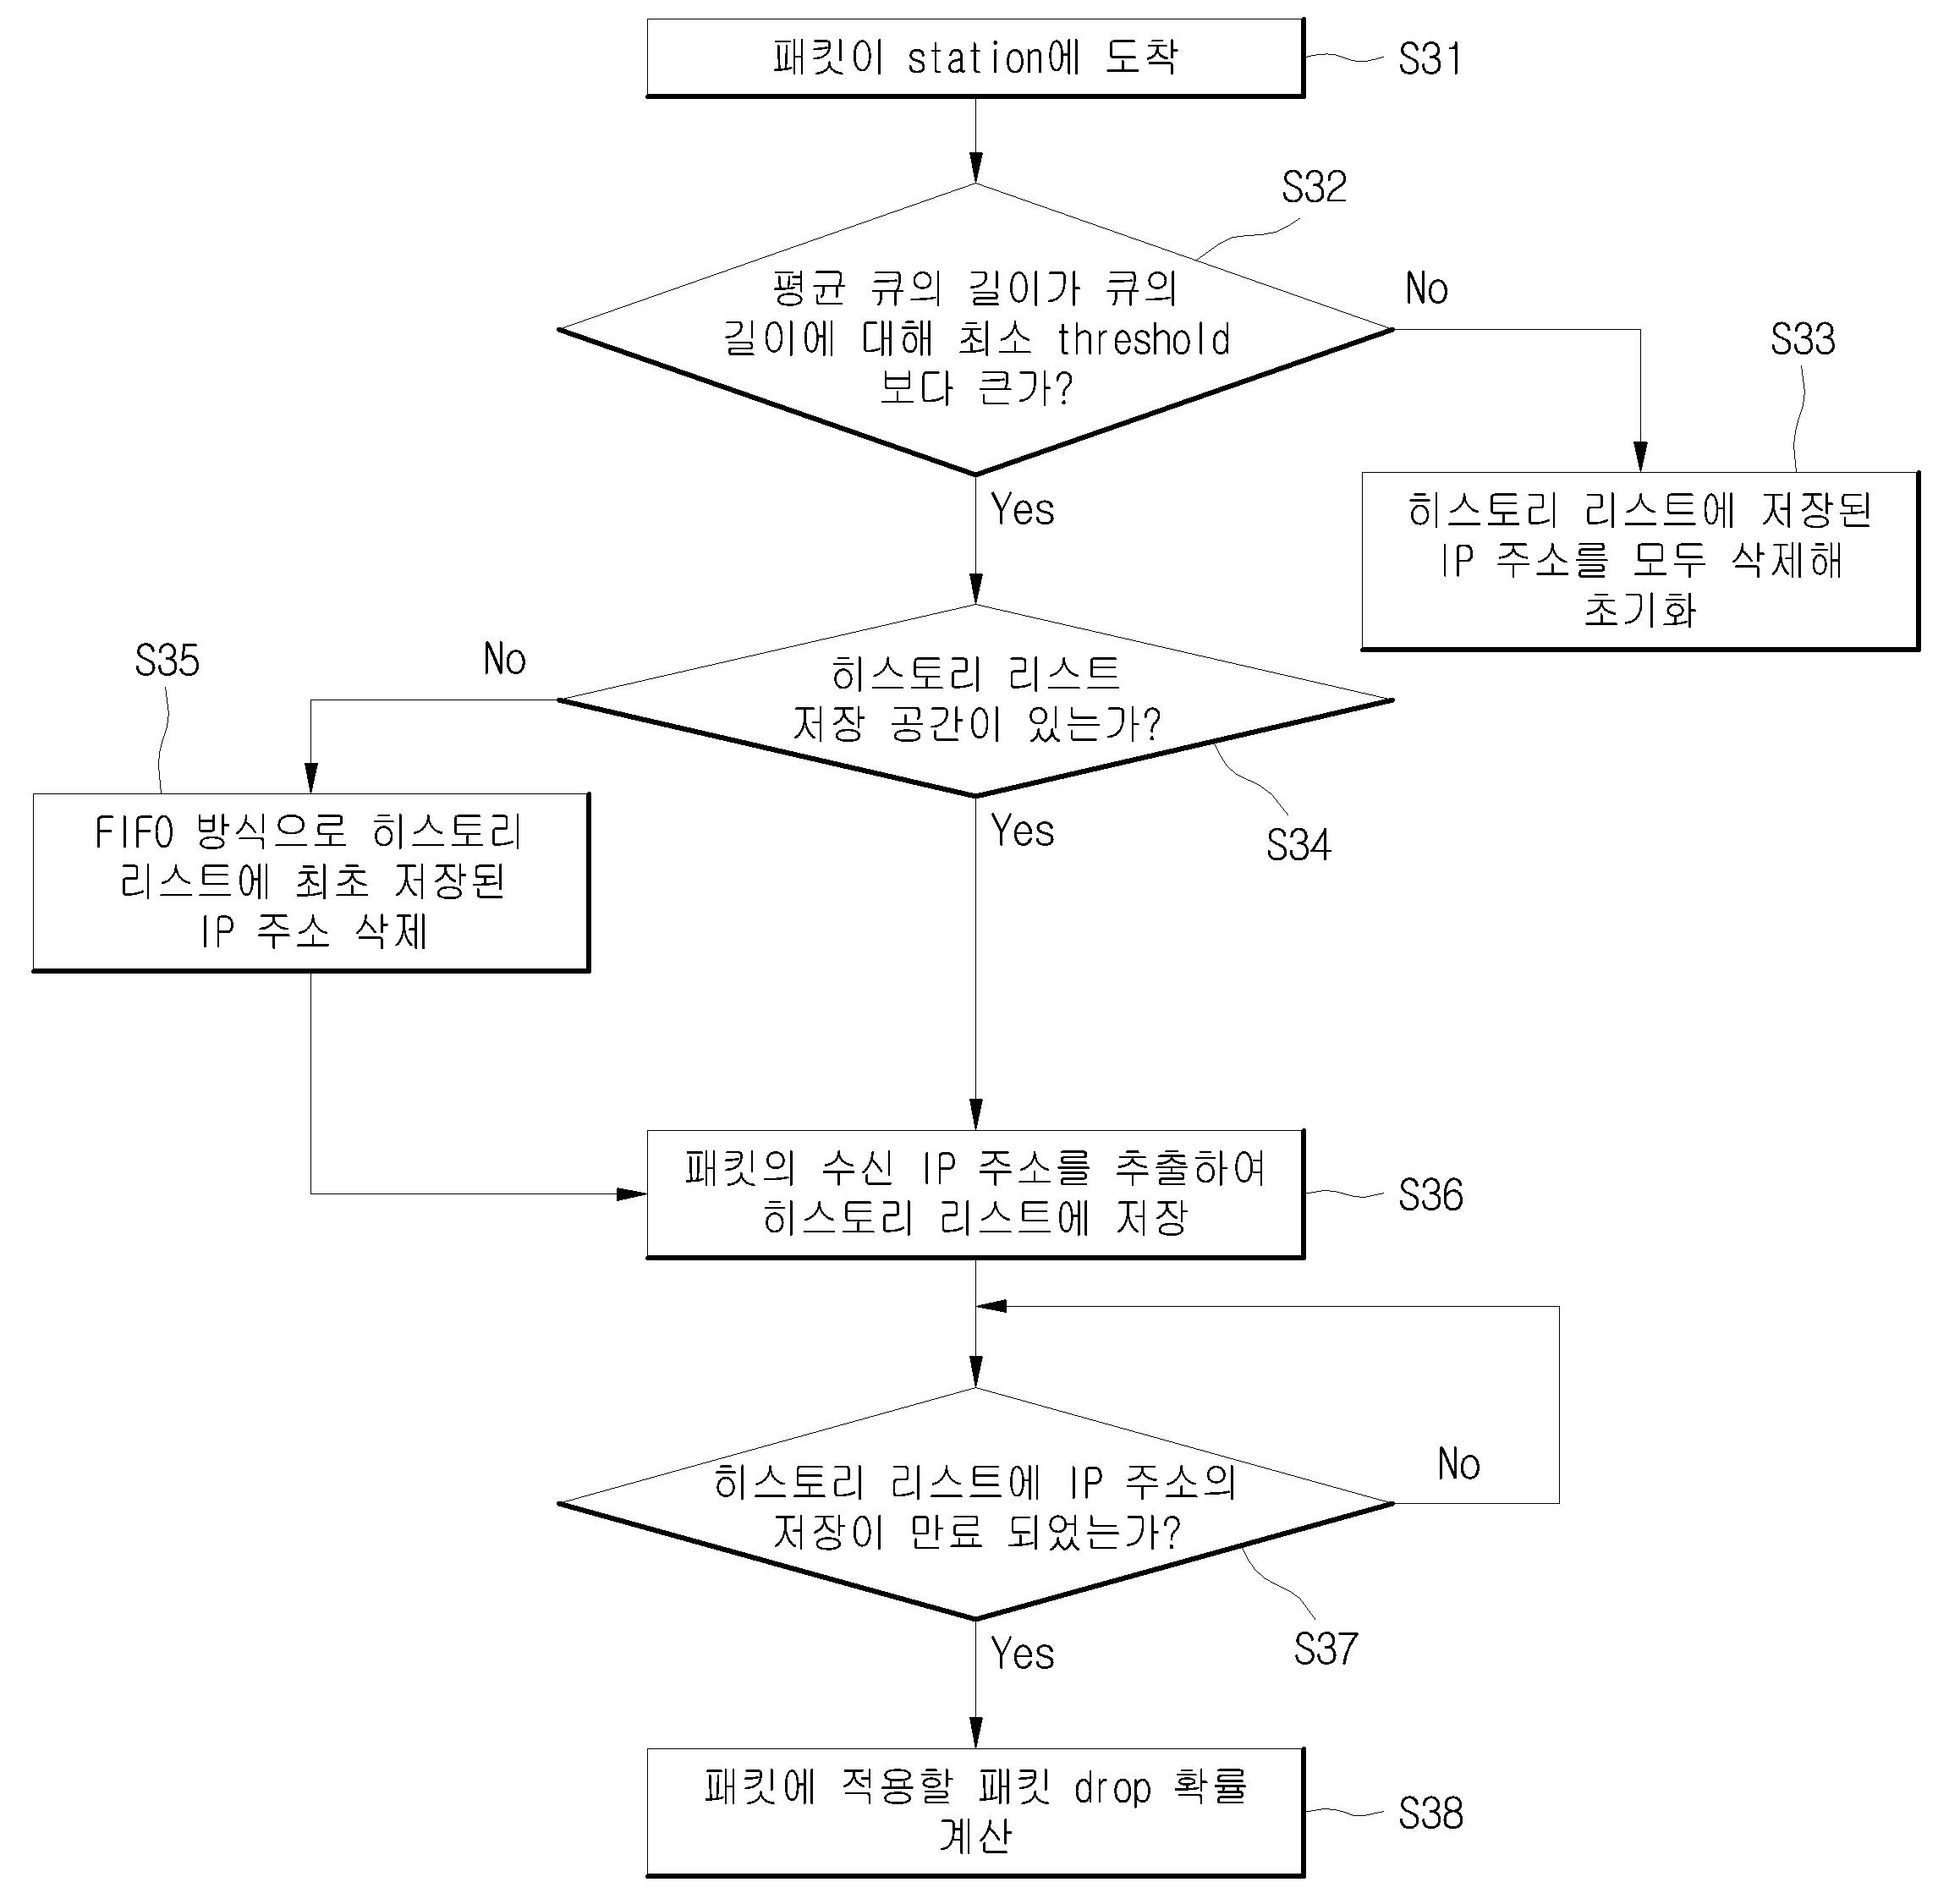 패킷이 station에 도착
S31
S32
평균 큐의 길이가 큐의
길이에 대해 최소 threshold
보다 큰가?
No
S33
Yes
히스토리 리스트에 저장된
IP 주소를 모두 삭제해
초기화
S35
No
히스토리 리스트
저장 공간이 있는가?
Yes
S34
FIFO 방식으로 히스토리
리스트에 최초 저장된
IP 주소 삭제
패킷의 수신 IP 주소를 추출하여
히스토리 리스트에 저장
S36
히스토리 리스트에 IP 주소의
저장이 만료 되었는가?
No
S37
Yes
패킷에 적용할 패킷 drop 확률
계산
S38